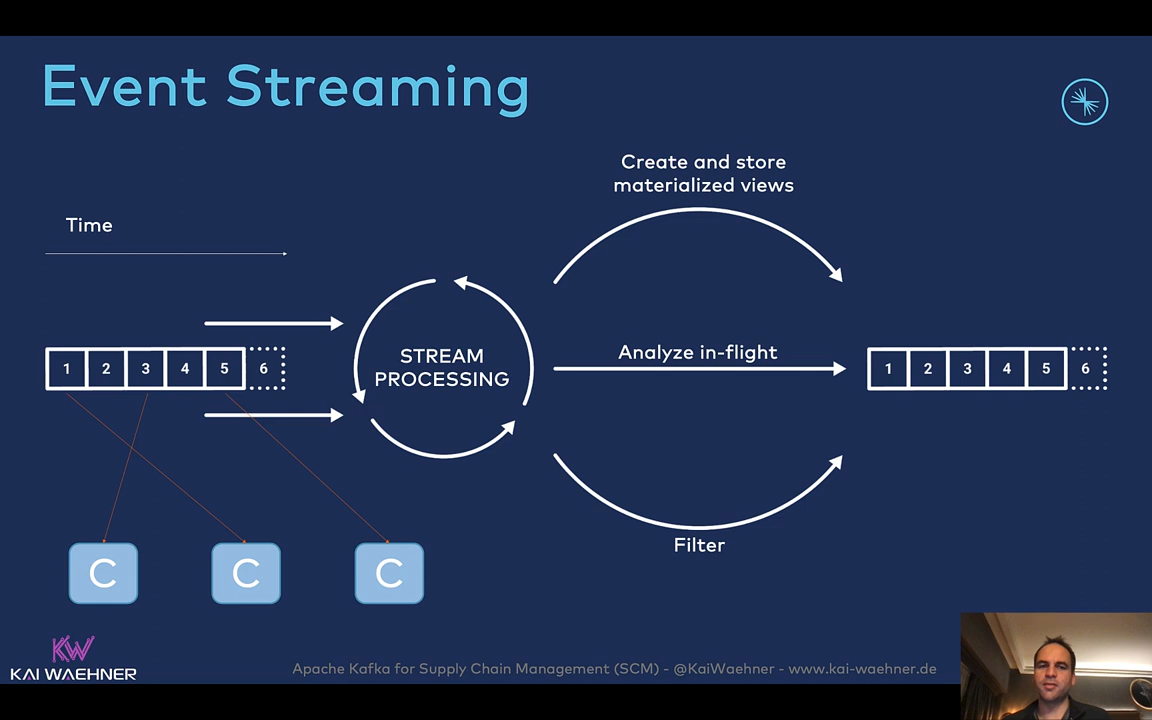 Event Streaming
Create and store
materialized views
Time
STREAM
PROCESSING
Analyze in-flight
1 2 3 4 5 6
1 2 3 4 5 6
Filter
C C C
KW
KAI WAEHNER
Apache Kafka for Supply Chain Management (SCM) - @KaiWaehner - www.kai-waehner.de